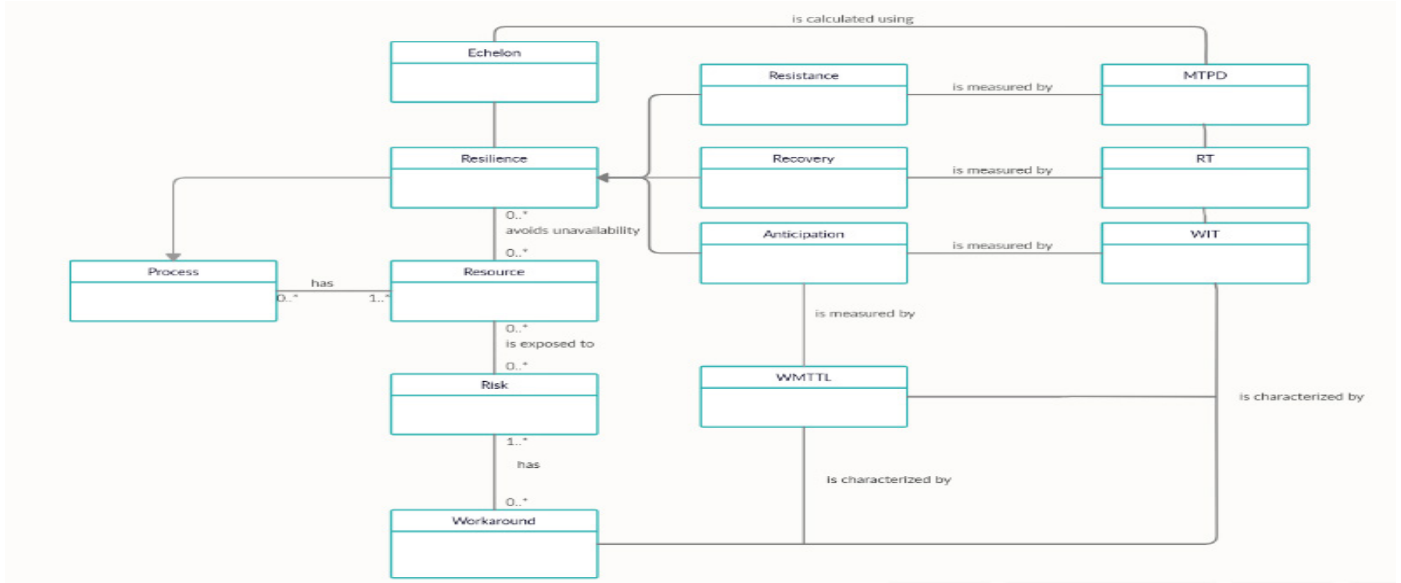 is calculated using
Echelon
Resistance
is measured by
MTPD
Resilience
Recovery
is measured by
RT
0..*
avoids unavailability
0..*
Anticipation
is measured by
WIT
Process
has
0..*
1..*
Resource
is measured by
0..*
is exposed to
0..*
Risk
WMTTL
is characterized by
1..*
has
0..*
is characterized by
Workaround